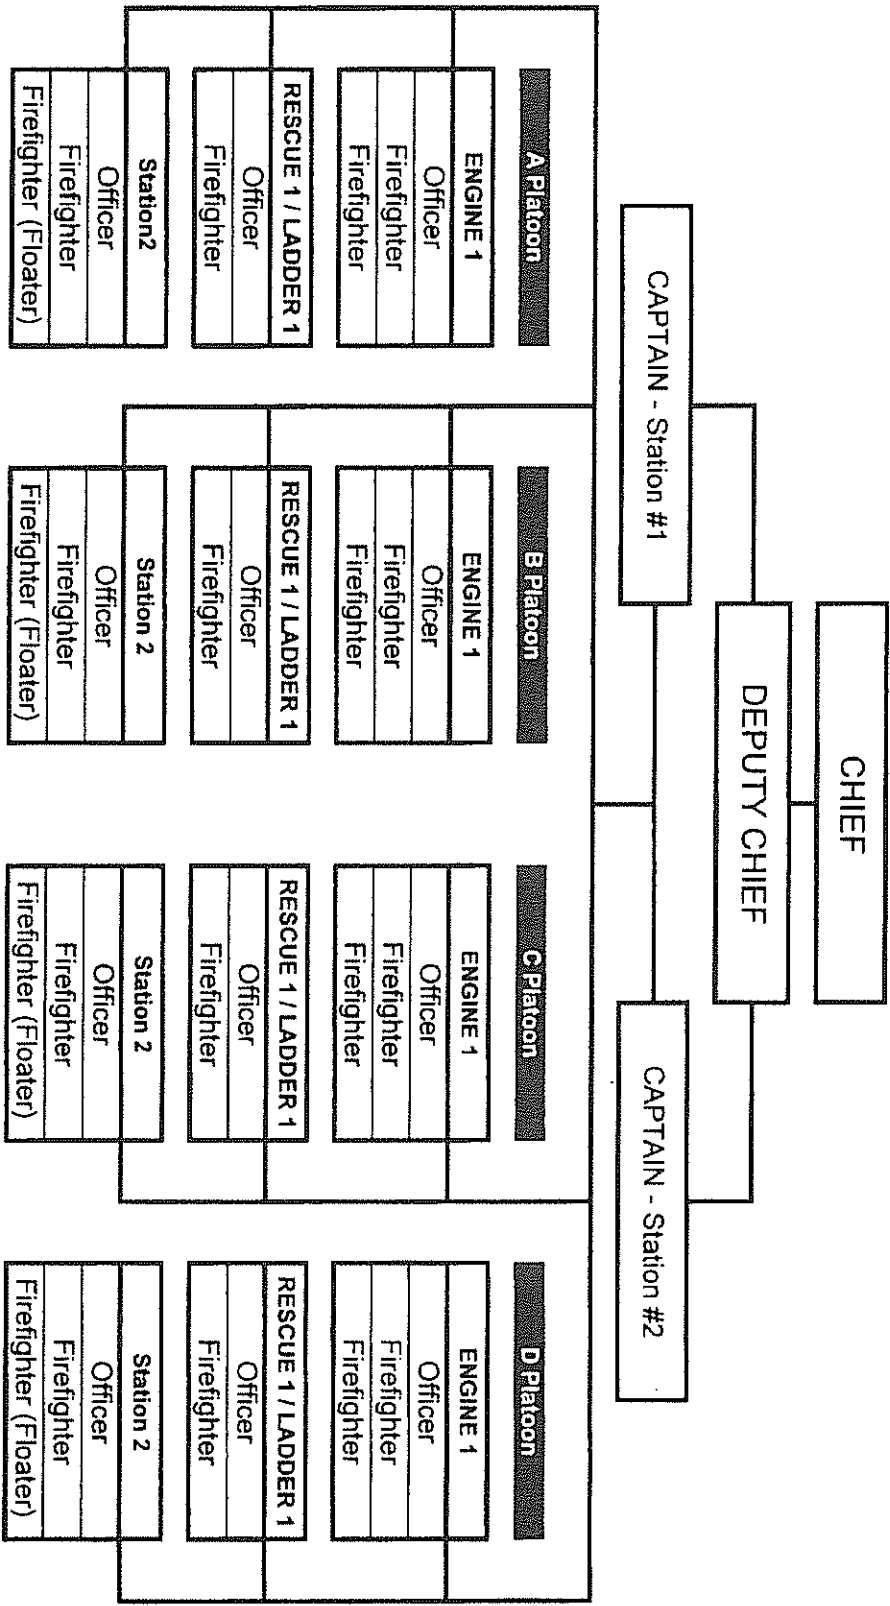 CHIEF
DEPUTY CHIEF
CAPTAIN - Station #1
CAPTAIN - Station #2
A Platoon
ENGINE 1
Officer
Firefighter
Firefighter
RESCUE 1 / LADDER 1
Officer
Firefighter
Station2
Officer
Firefighter
Firefighter (Floater)
B Platoon
ENGINE 1
Officer
Firefighter
Firefighter
RESCUE 1 / LADDER 1
Officer
Firefighter
Station 2
Officer
Firefighter
Firefighter (Floater)
C Platoon
ENGINE 1
Officer
Firefighter
Firefighter
RESCUE 1 / LADDER 1
Officer
Firefighter
Station 2
Officer
Firefighter
Firefighter (Floater)
D Platoon
ENGINE 1
Officer
Firefighter
Firefighter
RESCUE 1 / LADDER 1
Officer
Firefighter
Station 2
Officer
Firefighter
Firefighter (Floater)